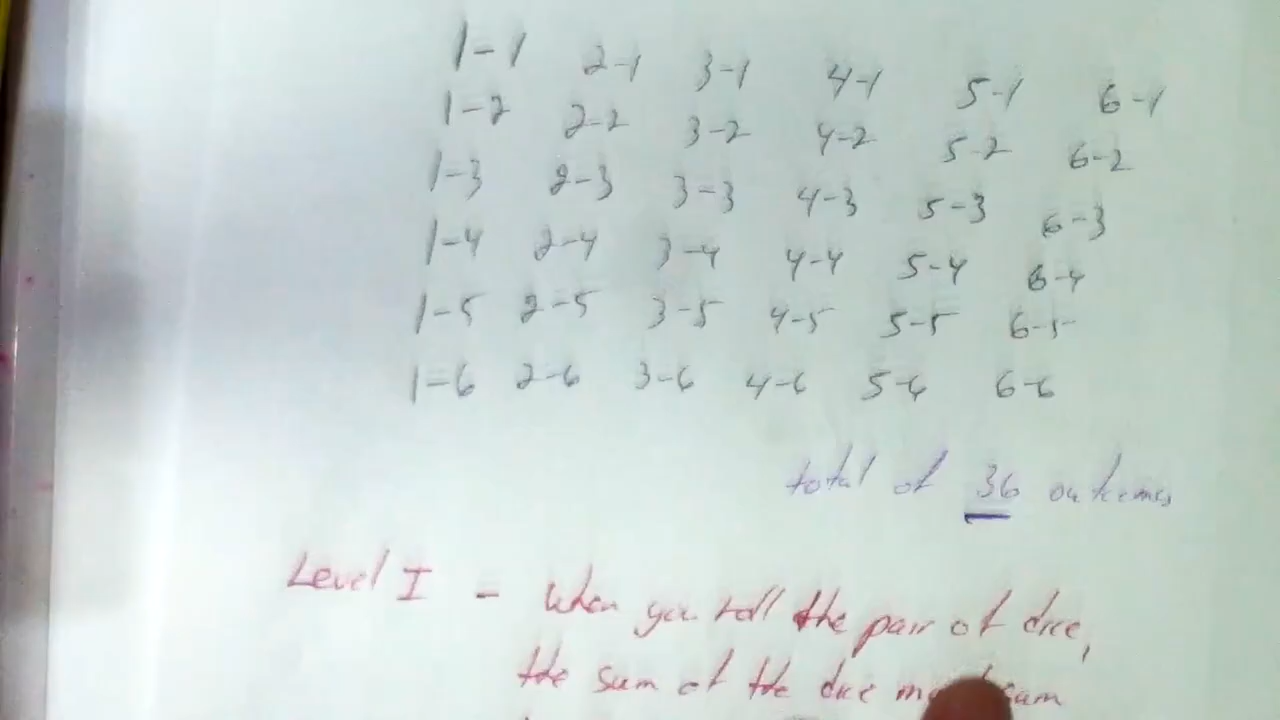 1-1 2-1 3-1 4-1 5-1 6-1
1-2 2-2 3-2 4-2 5-2 6-2
1-3 2-3 3-3 4-3 5-3 6-3
1-4 2-4 3-4 4-4 5-4 6-4
1-5 2-5 3-5 4-5 5-5 6-5
1-6 2-6 3-6 4-6 5-6 6-6
total of 36 outcomes
Level I - When you roll the pair of dice,
the sum of the dice